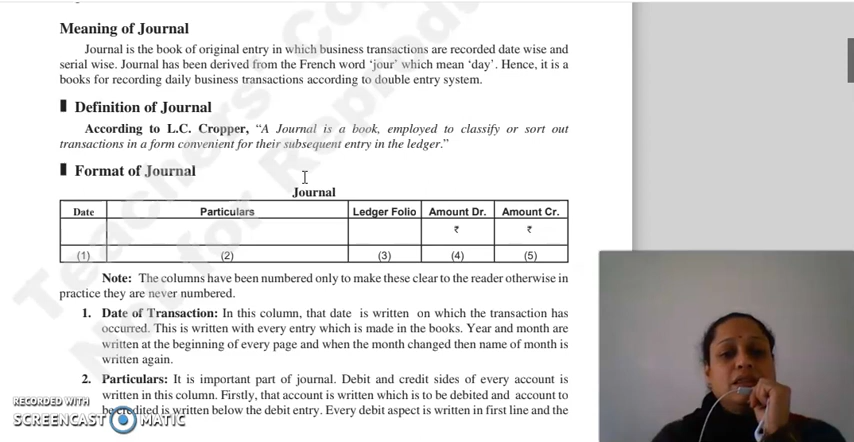 Meaning of Journal
Journal is the book of original entry in which business transactions are recorded date wise and
serial wise. Journal has been derived from the French word ‘jour’ which mean ‘day’. Hence, it is a
books for recording daily business transactions according to double entry system.
Definition of Journal
According to L.C. Cropper, “A Journal is a book, employed to classify or sort out
transactions in a form convenient for their subsequent entry in the ledger.”
Format of Journal
Journal
Date Particulars Ledger Folio Amount Dr. Amount Cr.
₹ ₹
(1) (2) (3) (4) (5)
Note: The columns have been numbered only to make these clear to the reader otherwise in
practice they are never numbered.
1. Date of Transaction: In this column, that date is written on which the transaction has
occurred. This is written with every entry which is made in the books. Year and month are
written at the beginning of every page and when the month changed then name of month is
written again.
2. Particulars: It is important part of journal. Debit and credit sides of every account is
written in this column. Firstly, that account is written which is to be debited and account to
be credited is written below the debit entry. Every debit aspect is written in first line and the
RECORDED WITH
SCREENCAST MATIC
Teachers
Not for